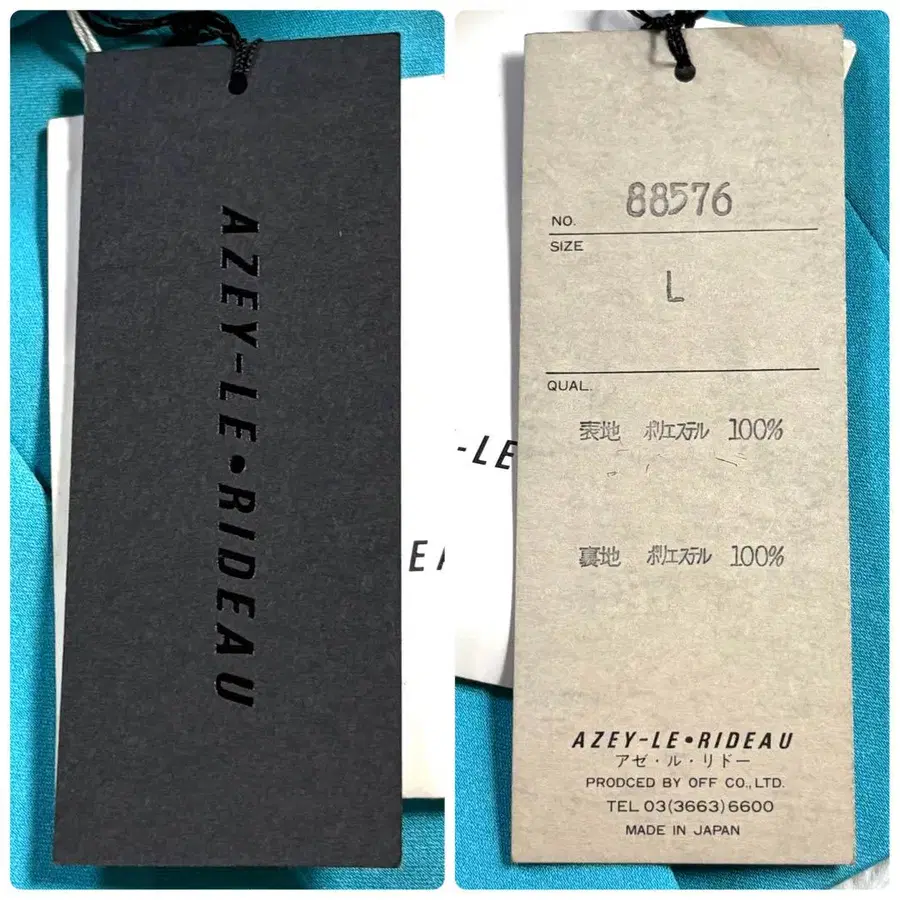 AZEY-LE•RIDEAU
-LE
EA
NO. 88576
SIZE
L
QUAL.
表地 ポリエステル 100%
裏地 ポリエステル 100%
AZEY-LE•RIDEAU
アゼ・ル・リドー
PRODCED BY OFF CO., LTD.
TEL 03(3663)6600
MADE IN JAPAN